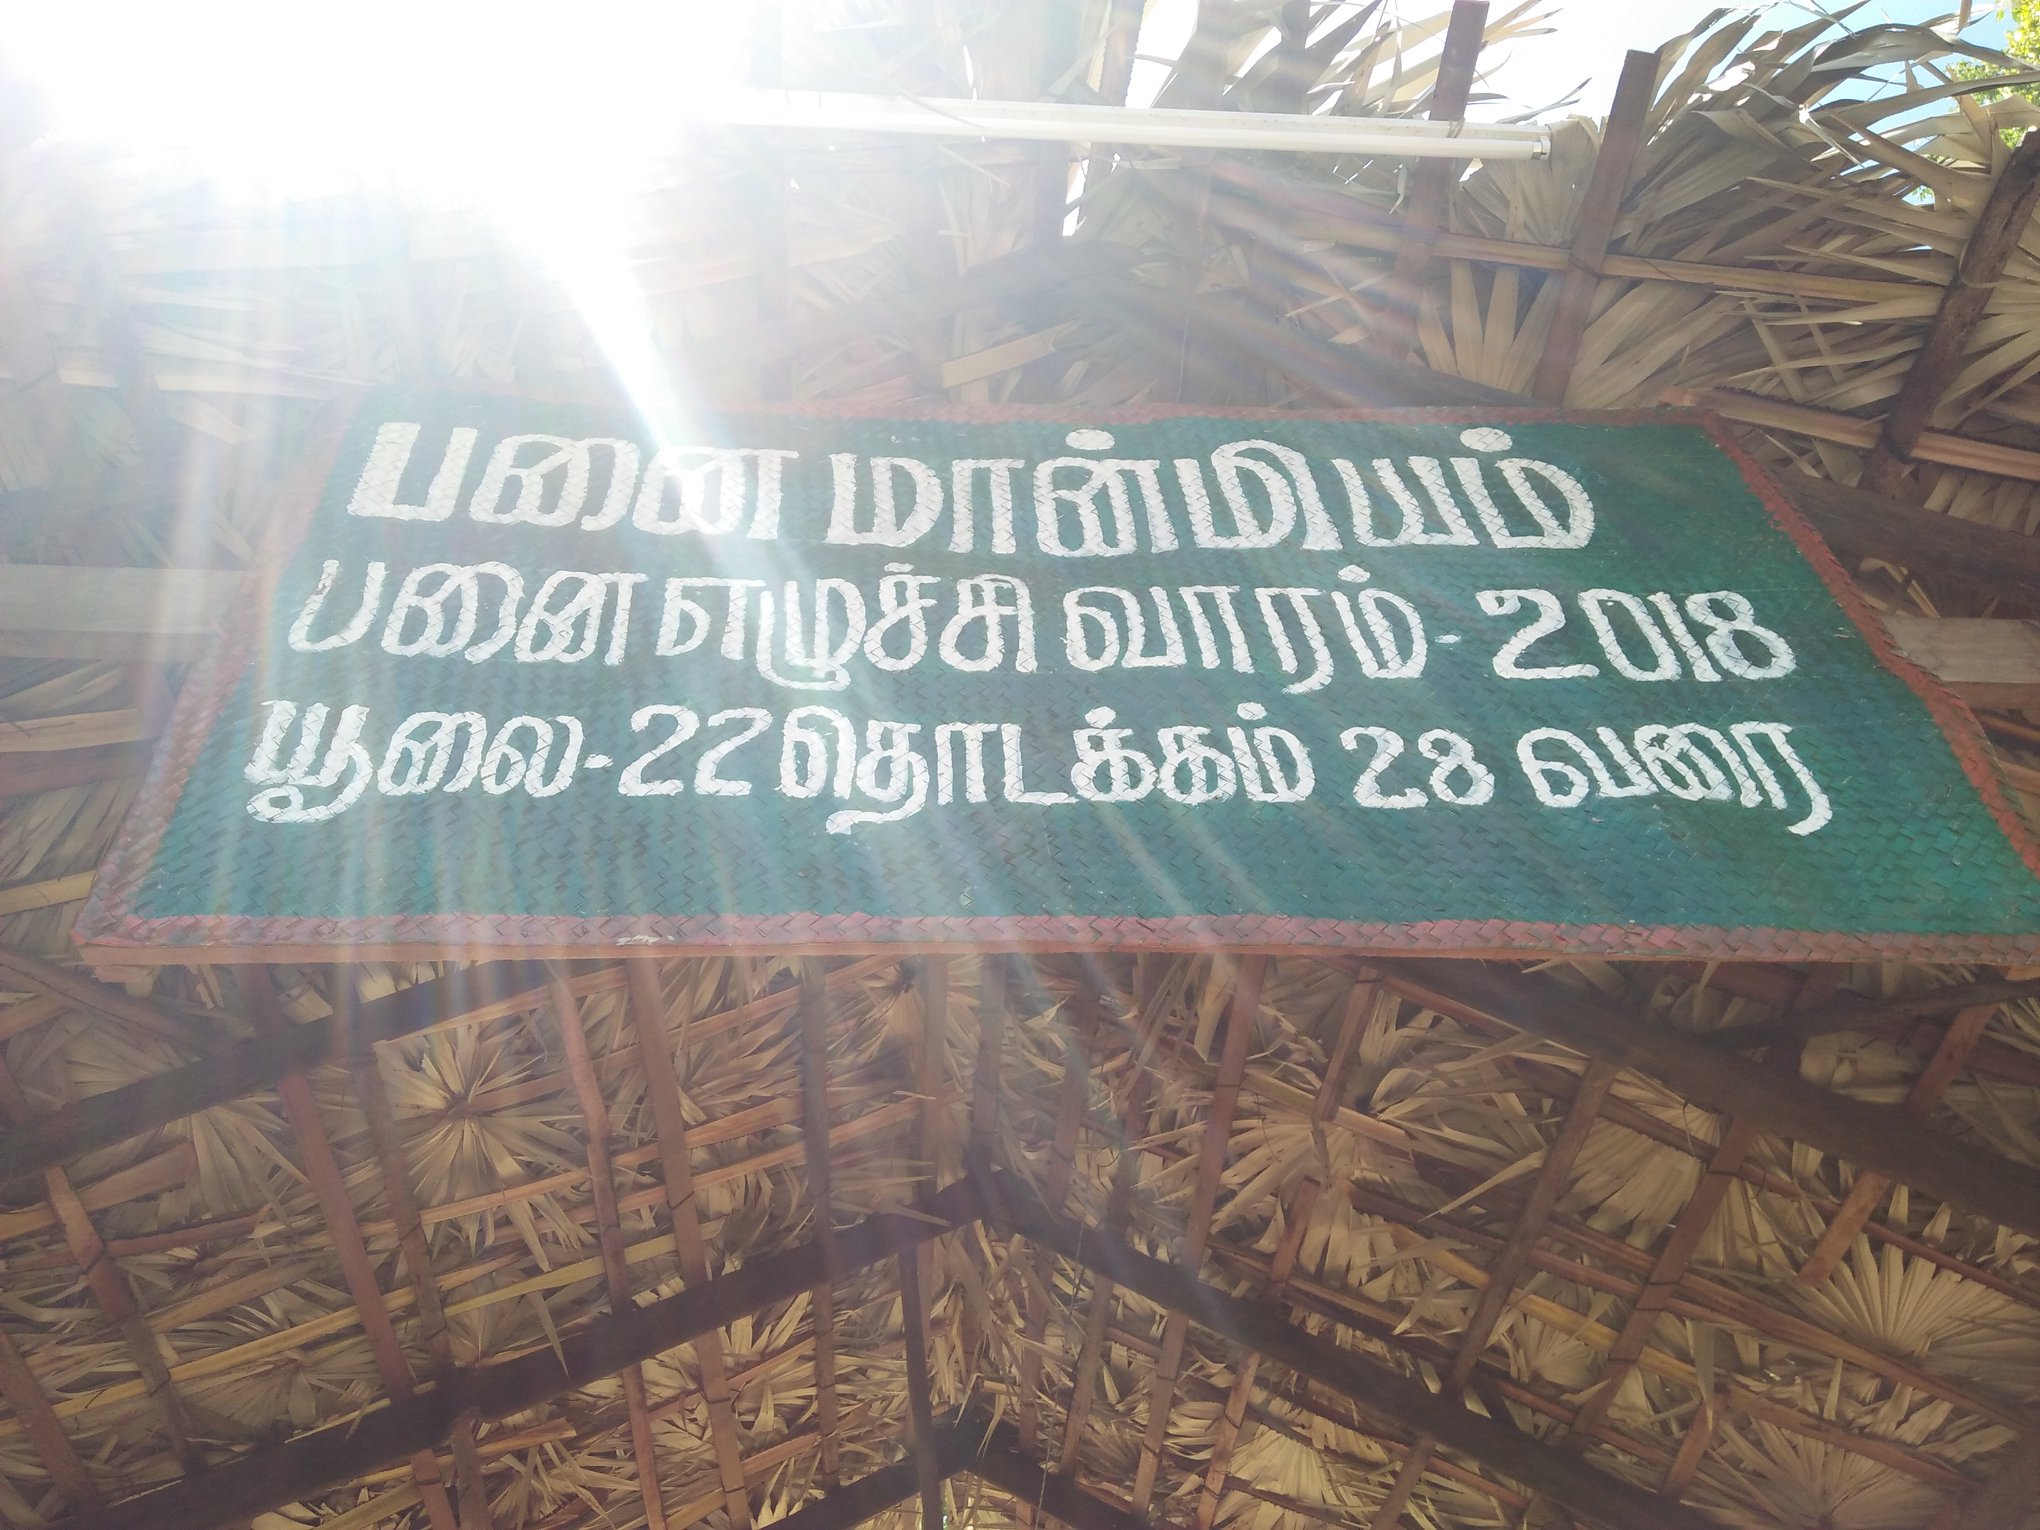 பனை மான்மியம்
பனை எழுச்சி வாரம் - 2018
யூலை - 22 தொடக்கம் 28 வரை